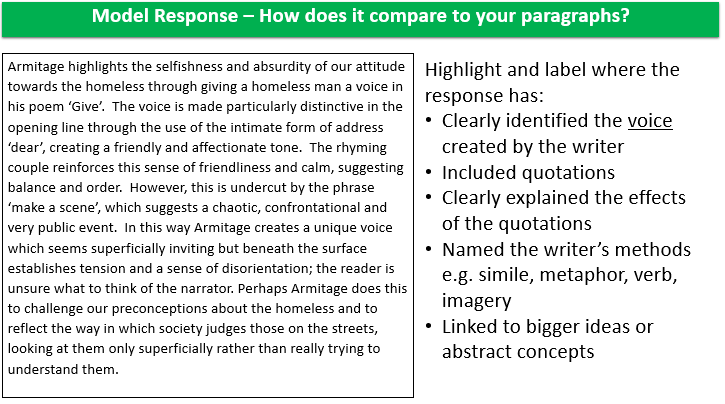 Model Response – How does it compare to your paragraphs?
Armitage highlights the selfishness and absurdity of our attitude
towards the homeless through giving a homeless man a voice in
his poem ‘Give’.  The voice is made particularly distinctive in the
opening line through the use of the intimate form of address
‘dear’, creating a friendly and affectionate tone.  The rhyming
couple reinforces this sense of friendliness and calm, suggesting
balance and order.  However, this is undercut by the phrase
‘make a scene’, which suggests a chaotic, confrontational and
very public event.  In this way Armitage creates a unique voice
which seems superficially inviting but beneath the surface
establishes tension and a sense of disorientation; the reader is
unsure what to think of the narrator. Perhaps Armitage does this
to challenge our preconceptions about the homeless and to
reflect the way in which society judges those on the streets,
looking at them only superficially rather than really trying to
understand them.
Highlight and label where the
response has:
• Clearly identified the voice
created by the writer
• Included quotations
• Clearly explained the effects
of the quotations
• Named the writer’s methods
e.g. simile, metaphor, verb,
imagery
• Linked to bigger ideas or
abstract concepts